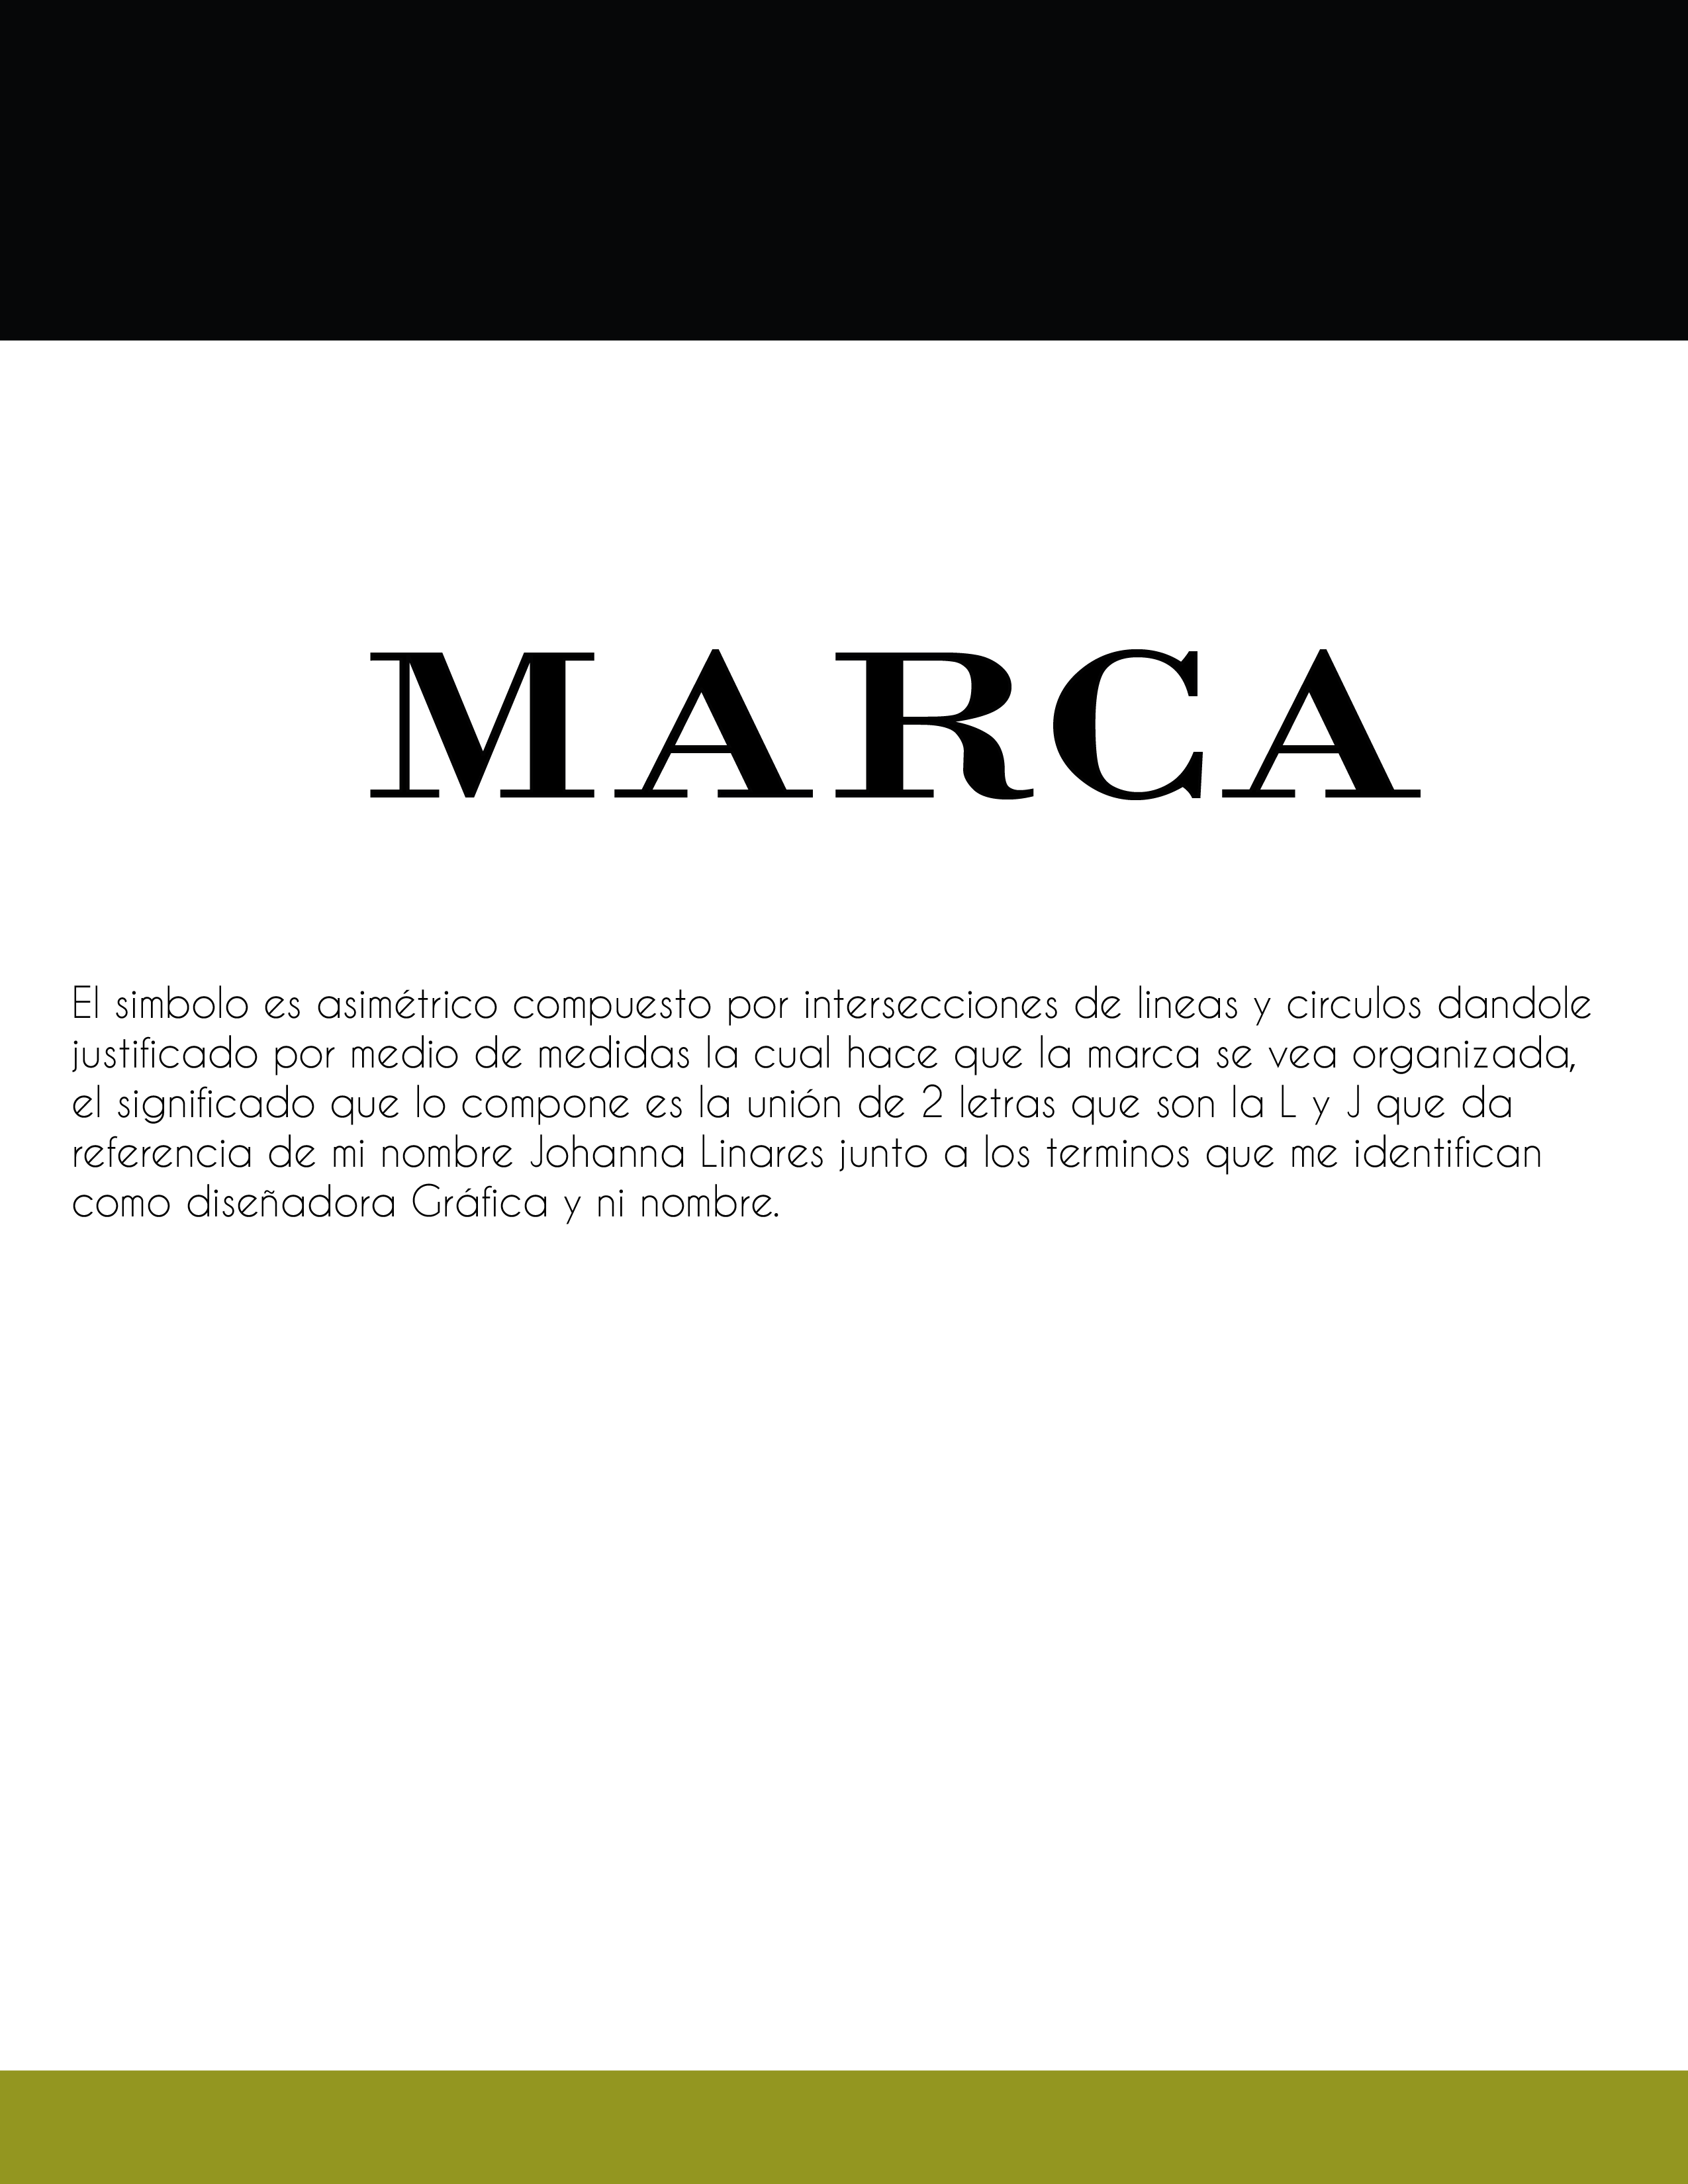 MARCA
El simbolo es asimétrico compuesto por intersecciones de lineas y circulos dandole
justificado por medio de medidas la cual hace que la marca se vea organizada,
el significado que lo compone es la unión de 2 letras que son la L y J que da
referencia de mi nombre Johanna Linares junto a los terminos que me identifican
como diseñadora Gráfica y ni nombre.